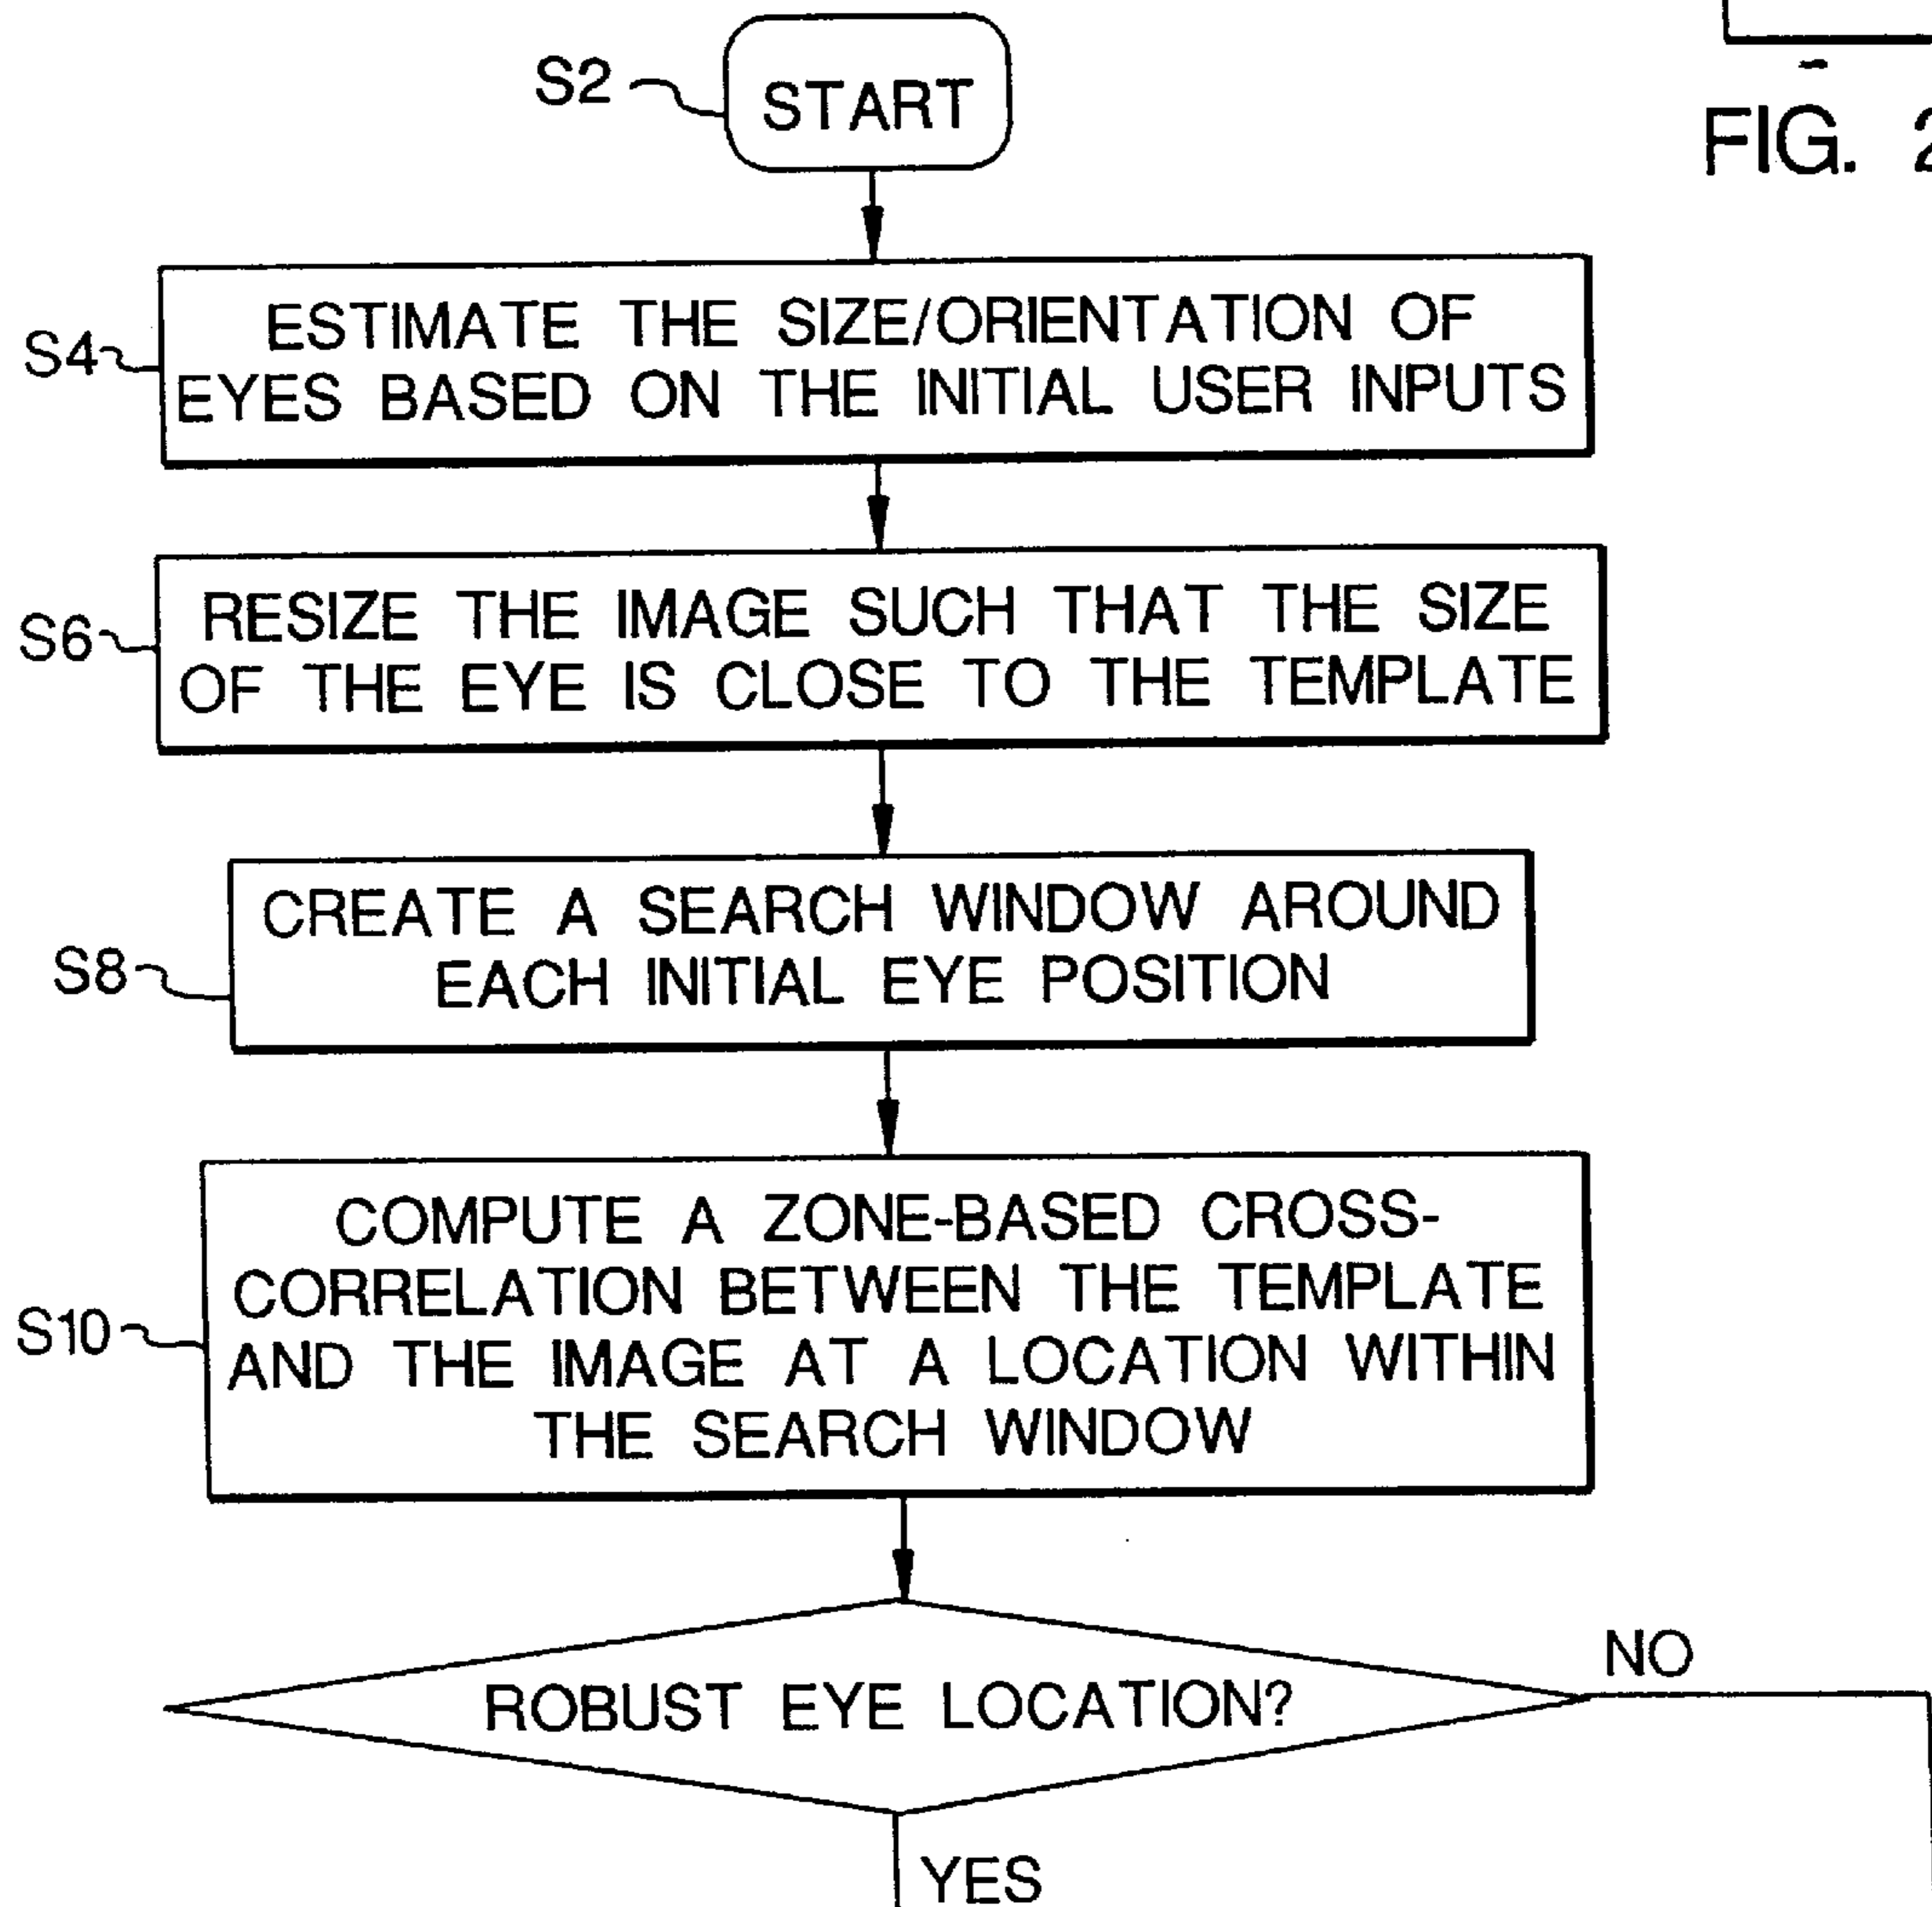 S2
START
FIG. 2
S4
ESTIMATE THE SIZE/ORIENTATION OF
EYES BASED ON THE INITIAL USER INPUTS
S6
RESIZE THE IMAGE SUCH THAT THE SIZE
OF THE EYE IS CLOSE TO THE TEMPLATE
S8
CREATE A SEARCH WINDOW AROUND
EACH INITIAL EYE POSITION
S10
COMPUTE A ZONE-BASED CROSS-
CORRELATION BETWEEN THE TEMPLATE
AND THE IMAGE AT A LOCATION WITHIN
THE SEARCH WINDOW
NO
ROBUST EYE LOCATION?
YES